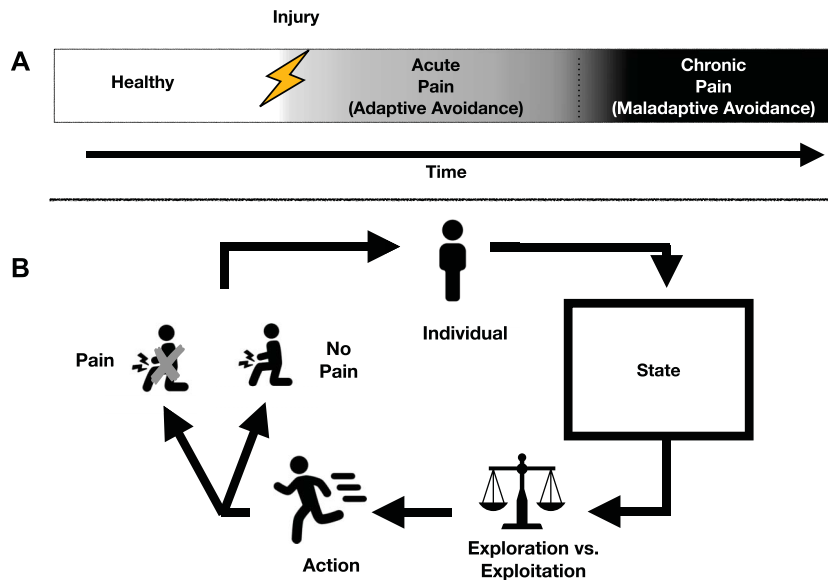 Injury
A
Healthy
Acute
Pain
(Adaptive Avoidance)
Chronic
Pain
(Maladaptive Avoidance)
Time
B
Individual
Pain
No
Pain
State
Action
Exploration vs.
Exploitation